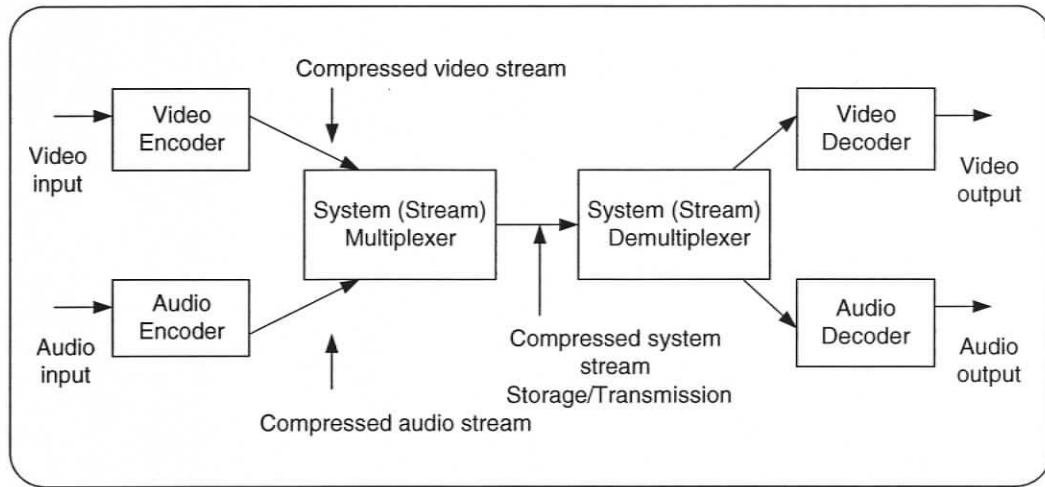 Compressed video stream
Video
Encoder
Video
input
Video
Decoder
Video
output
System (Stream)
Multiplexer
System (Stream)
Demultiplexer
Audio
Encoder
Audio
input
Compressed audio stream
Compressed system
stream
Storage/Transmission
Audio
Decoder
Audio
output